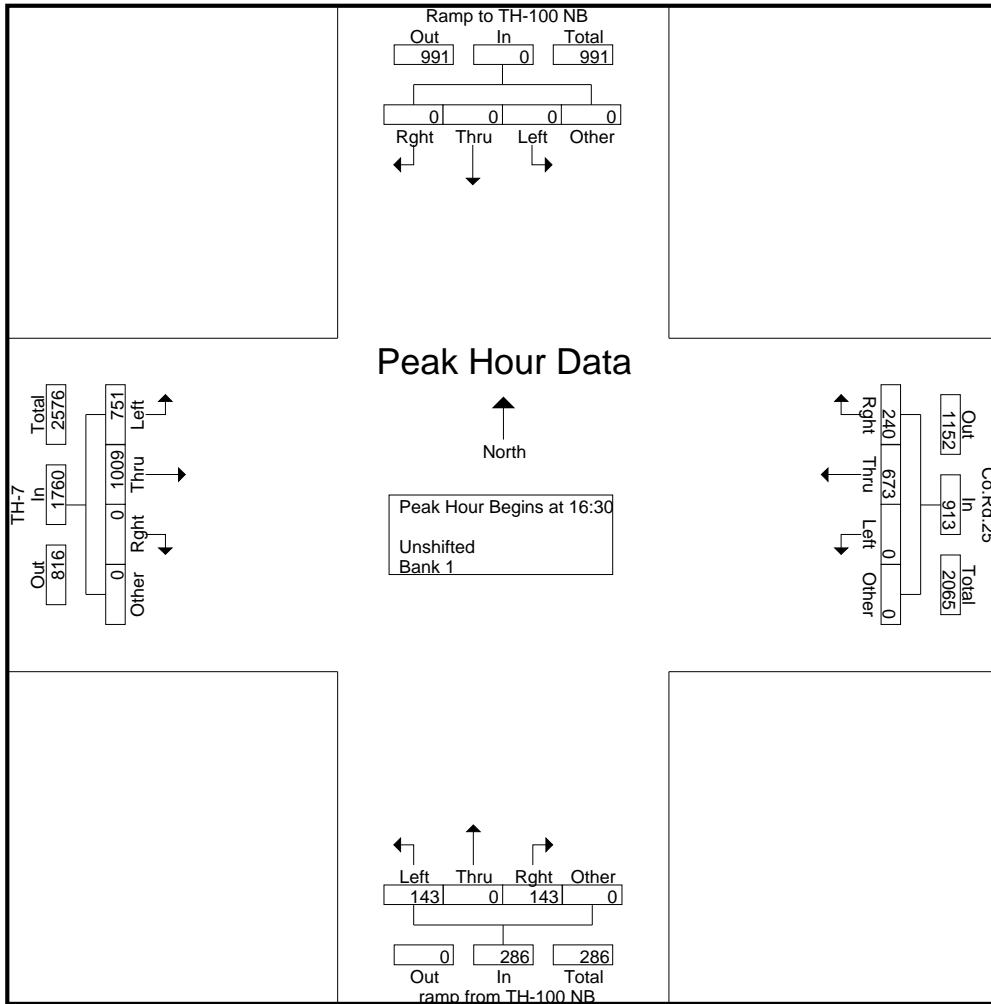 Ramp to TH-100 NB
Out In Total
991 0 991
0 0 0 0
Rght Thru Left Other
Peak Hour Data
North
Peak Hour Begins at 16:30
Unshifted
Bank 1
TH-7
Out In Total
816 1760 2576
Left Thru Rght Other
751 1009 0 0
Co.Rd.25
Out In Total
1152 913 2065
Rght Thru Left Other
240 673 0 0
Left Thru Rght Other
143 0 143 0
0 286 286
Out In Total
ramp from TH-100 NB